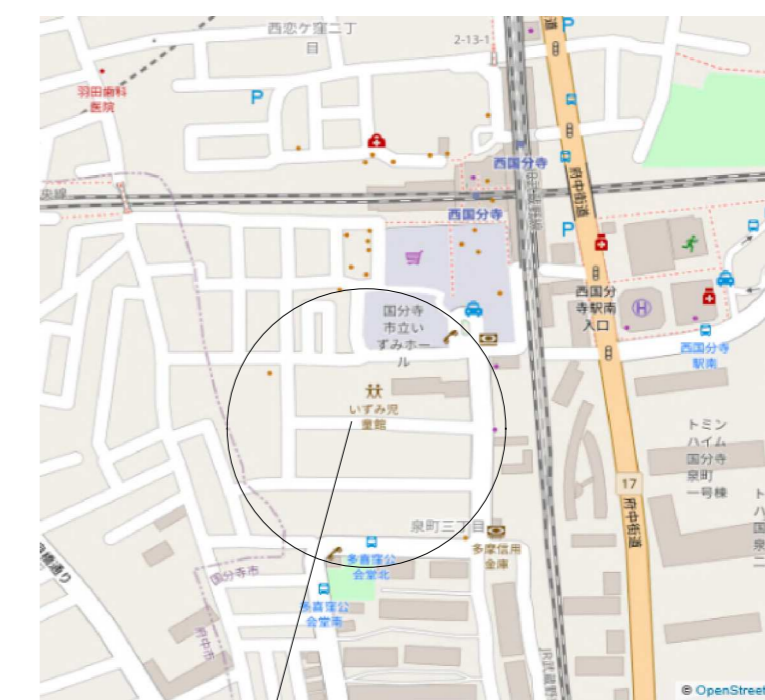 西恋ケ窪二丁
目
2-13-1
道
P
羽田歯科
医院
P
西国分寺
央線
府中街道
西国分寺
P
国分寺
市立い
ずみホー
ル
西国分
寺駅南
入口
H
西国分寺
駅南
いずみ児
童館
トミン
ハイム
国分寺
泉町
一号棟
17
泉町三丁目
府中街道
多摩信用
金庫
多喜窪公
会堂北
国分寺市
多喜窪公
会堂南
府中市
© OpenStreet